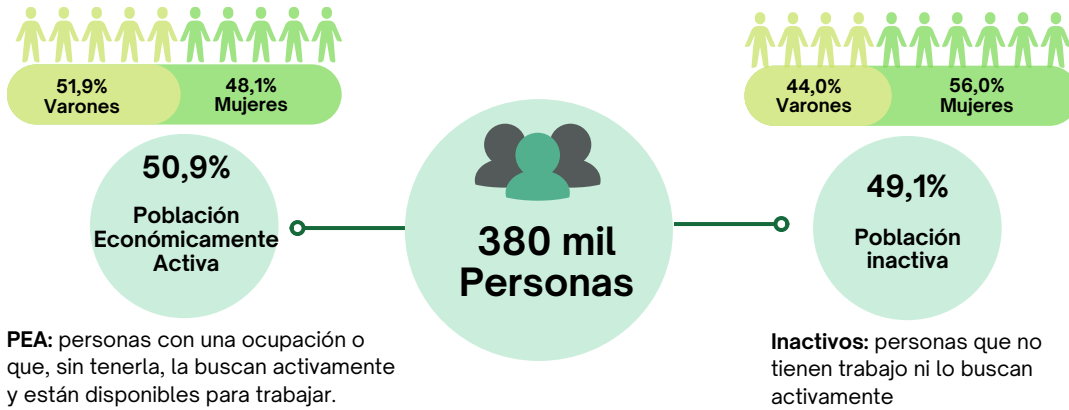 51,9%
Varones
48,1%
Mujeres
50,9%
Población
Económicamente
Activa
PEA: personas con una ocupación o
que, sin tenerla, la buscan activamente
y están disponibles para trabajar.
380 mil
Personas
44,0%
Varones
56,0%
Mujeres
49,1%
Población
inactiva
Inactivos: personas que no
tienen trabajo ni lo buscan
activamente